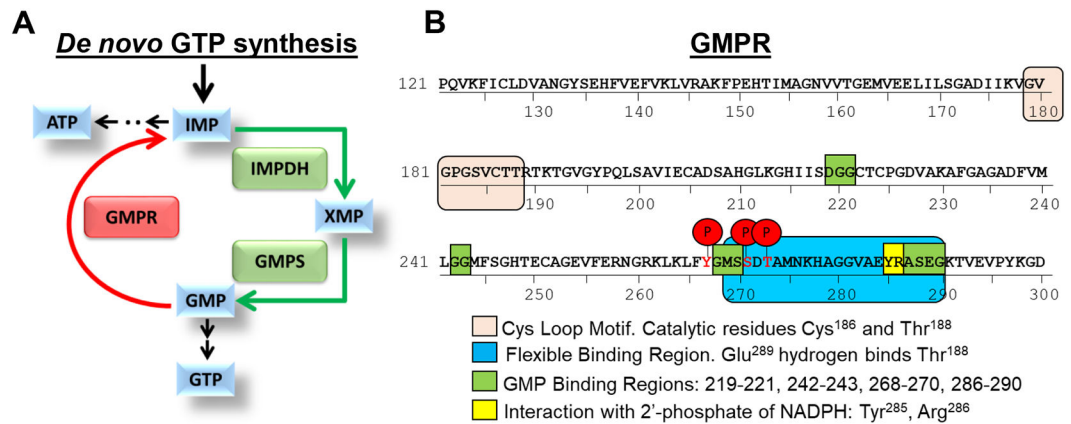 A
De novo GTP synthesis
ATP
IMP
IMPDH
GMPR
XMP
GMPS
GMP
GTP
B
GMPR
121 PQVKFICLDVANGYSEHFVEFVKLVRAKFPEHTIMAGNVVTGEMVEELILSGADIIKVGV
130 140 150 160 170 180
181 GPGSVCTTRTKTGVGYPQLSAVIECADSAHGLKGHIISDGGCTCPGDVAKAFGAGADFVM
190 200 210 220 230 240
P P P
241 LGGMFSGHTECAGEVFERNGRKLKLFYGMSSDTAMNKHAGGVAEYRASEGKTVEVPYKGD
250 260 270 280 290 300
Cys Loop Motif. Catalytic residues Cys186 and Thr188
Flexible Binding Region. Glu289 hydrogen binds Thr188
GMP Binding Regions: 219-221, 242-243, 268-270, 286-290
Interaction with 2'-phosphate of NADPH: Tyr285, Arg286